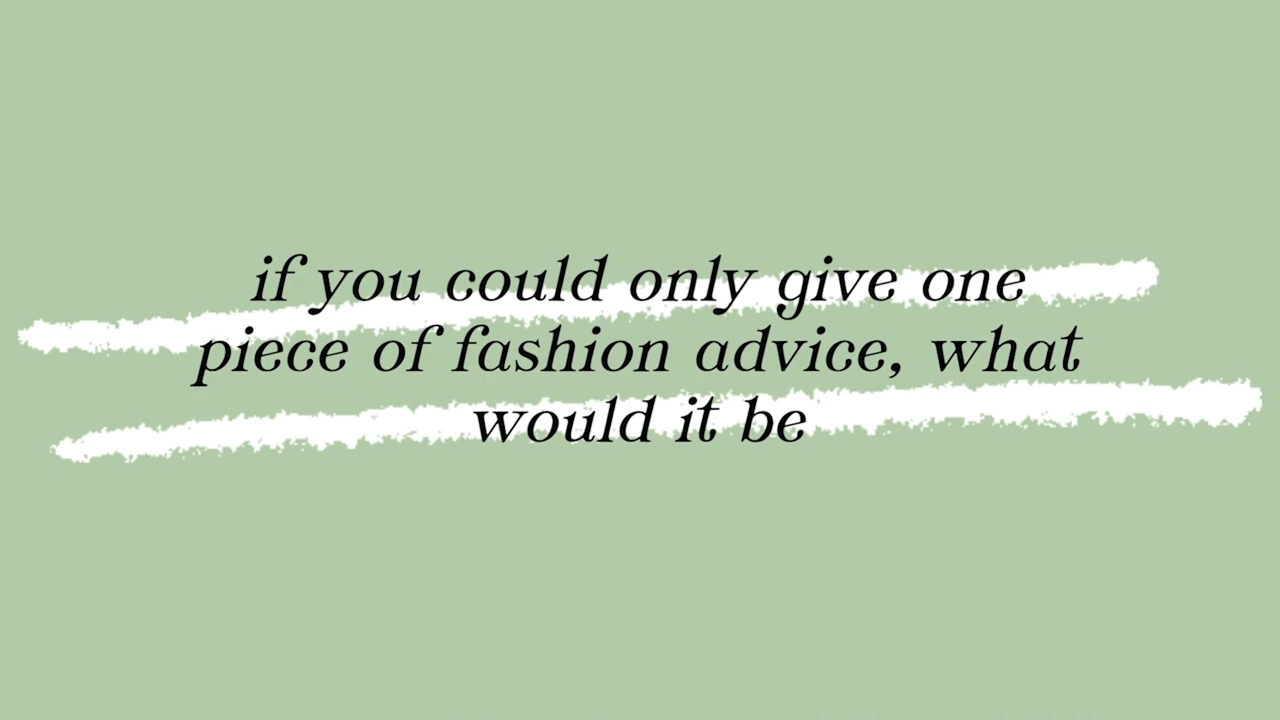 if you could only give one
piece of fashion advice, what
would it be